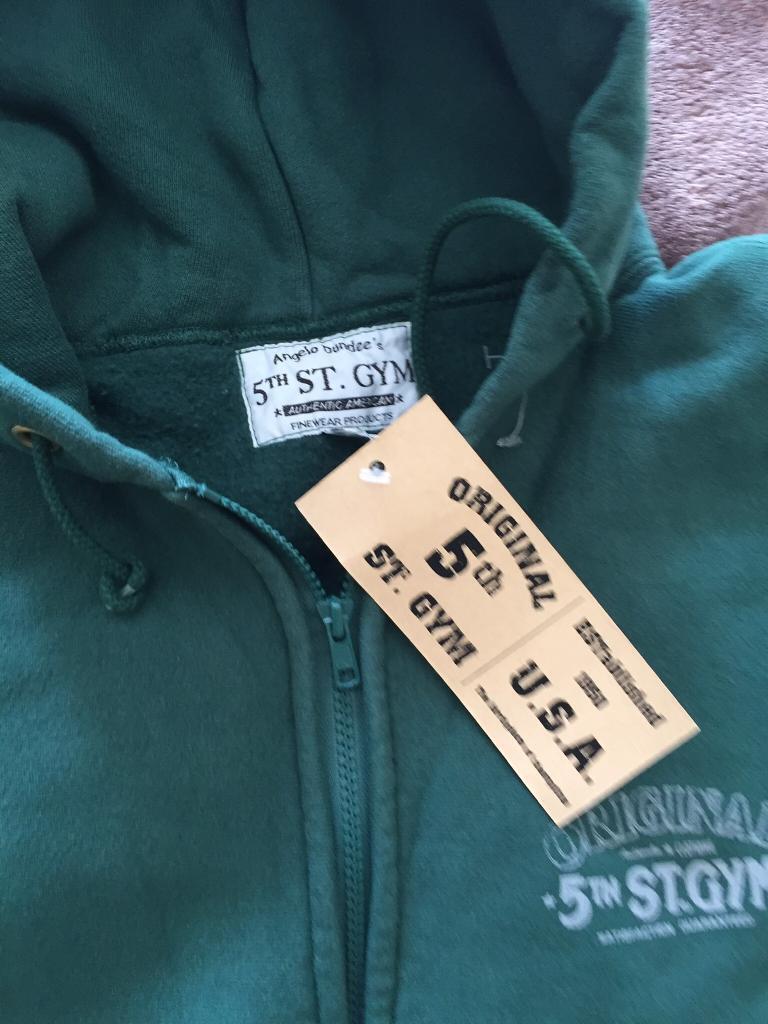 Angelo Dundee's
5TH ST. GYM
★ AUTHENTIC AMERICAN ★
FINEWEAR PRODUCTS
ORIGINAL
5th
ST. GYM
ESTablished
U.S.A.
ORIGINAL
★ 5TH ST.GYM